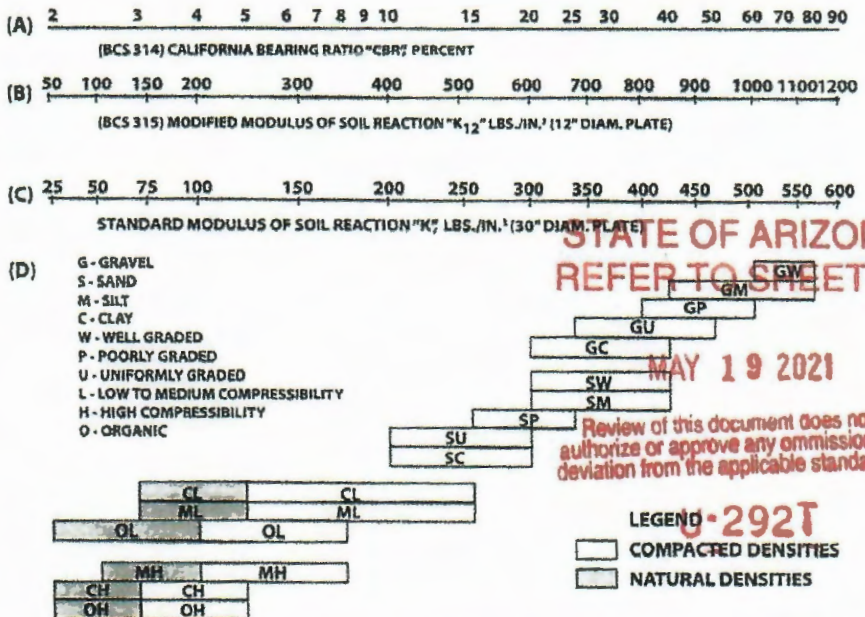 (A) 2 3 4 5 6 7 8 9 10 15 20 25 30 40 50 60 70 80 90
(BCS 314) CALIFORNIA BEARING RATIO "CBR", PERCENT
(B) 50 100 150 200 300 400 500 600 700 800 1000 1100 1200
(BCS 315) MODIFIED MODULUS OF SOIL REACTION "K12" LBS./IN.³ (12" DIAM. PLATE)
(C) 25 50 75 100 150 200 250 300 350 400 450 500 550 600
STANDARD MODULUS OF SOIL REACTION "K", LBS./IN.³ (30" DIAM. PLATE)
STATE OF ARIZO
REFER TO SHEET
(D) G - GRAVEL
S - SAND
M - SILT
C - CLAY
W - WELL GRADED
P - POORLY GRADED
U - UNIFORMLY GRADED
L - LOW TO MEDIUM COMPRESSIBILITY
H - HIGH COMPRESSIBILITY
O - ORGANIC
GW
GM
GP
GU
GC
MAY 19 2021
SW
SM
SP
SU
SC
Review of this document does no
authorize or approve any ommission
deviation from the applicable standa
CL CL
ML ML
OL OL
MH MH
CH CH
OH OH
U-292T
LEGEND
COMPACTED DENSITIES
NATURAL DENSITIES